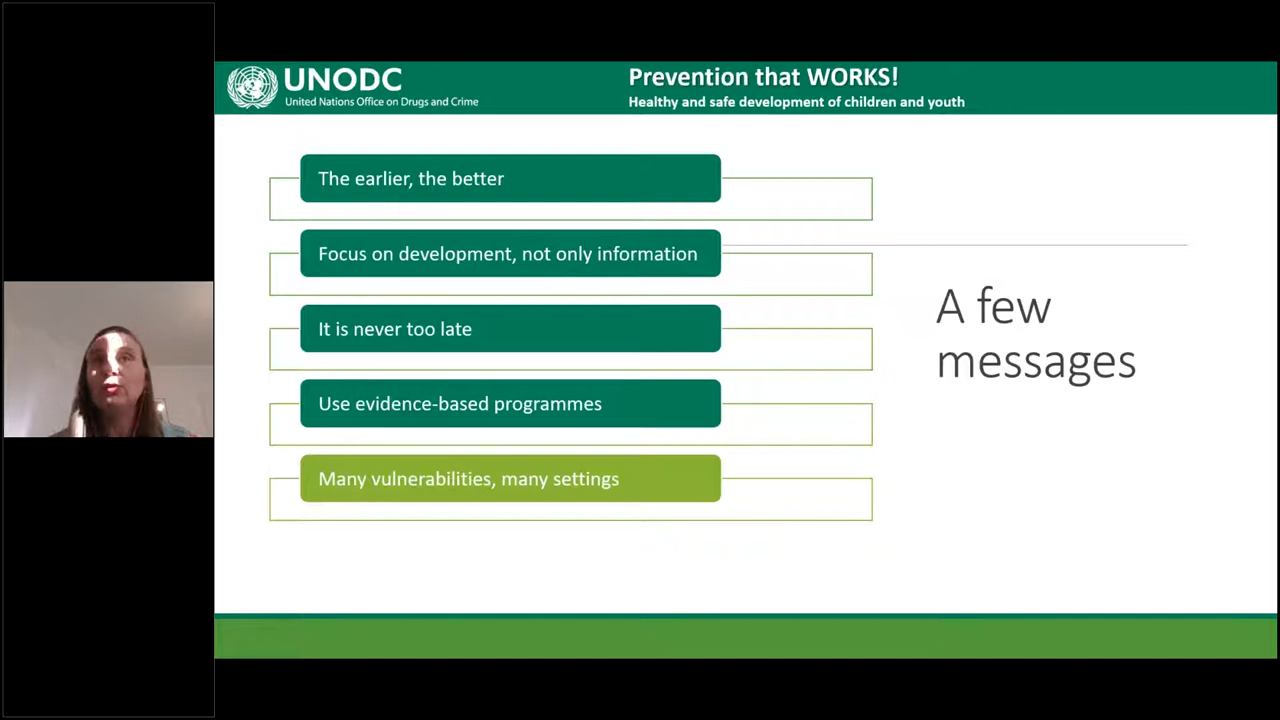 UNODC
United Nations Office on Drugs and Crime
Prevention that WORKS!
Healthy and safe development of children and youth
The earlier, the better
Focus on development, not only information
It is never too late
Use evidence-based programmes
Many vulnerabilities, many settings
A few
messages